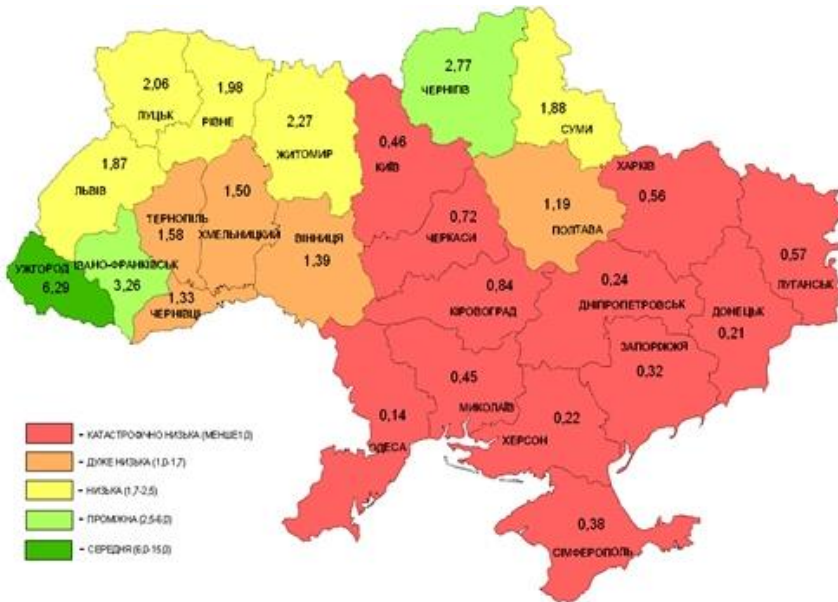 2,77
ЧЕРНІГІВ
2,06
ЛУЦЬК
1,98
РІВНЕ
1,88
СУМИ
2,27
ЖИТОМИР
0,46
КИЇВ
ХАРКІВ
0,56
1,87
ЛЬВІВ
1,50
ХМЕЛЬНИЦКИЙ
ТЕРНОПІЛЬ
1,58
0,72
ЧЕРКАСИ
1,19
ПОЛТАВА
0,57
ЛУГАНСЬК
ВІННИЦЯ
1,39
УЖГОРОД
6,29
ІВАНО-ФРАНКІВСЬК
3,26
1,33
ЧЕРНІВЦІ
0,84
КІРОВОГРАД
0,24
ДНІПРОПЕТРОВСЬК
ДОНЕЦЬК
0,21
ЗАПОРІЖЖЯ
0,32
0,45
МИКОЛАЇВ
0,14
ОДЕСА
0,22
ХЕРСОН
0,38
СІМФЕРОПОЛЬ
- КАТАСТРОФІЧНО НИЗЬКА (МЕНШЕ1,0)
- ДУЖЕ НИЗЬКА (1,0-1,7)
- НИЗЬКА (1,7-2,5)
- ПРОМІЖНА (2,5-6,0)
- СЕРЕДНЯ (6,0-15,0)